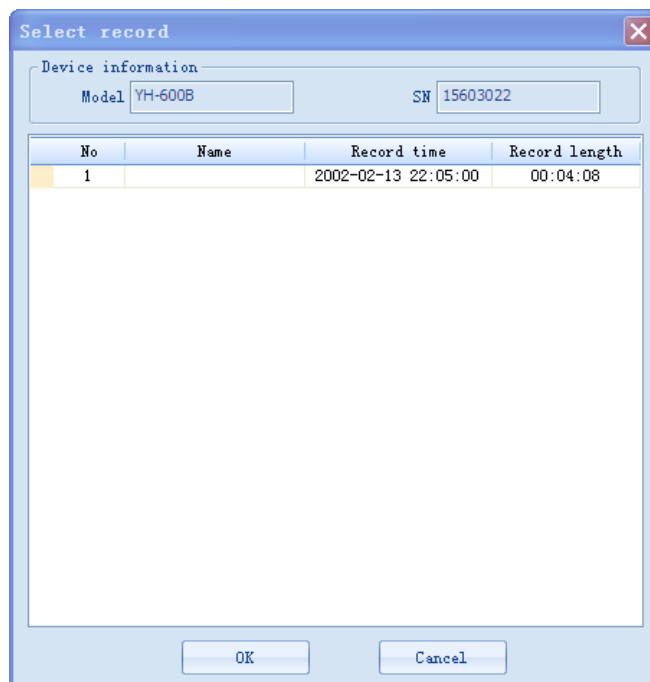 Select record
Device information
Model YH-600B SN 15603022
No Name Record time Record length
1 2002-02-13 22:05:00 00:04:08
OK Cancel